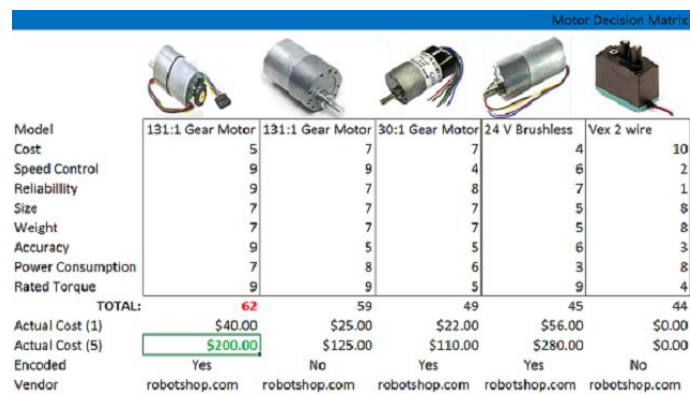 Motor Decision Matrix
Model 131:1 Gear Motor 131:1 Gear Motor 30:1 Gear Motor 24 V Brushless Vex 2 wire
Cost 5 7 7 4 10
Speed Control 9 9 4 6 2
Reliabillity 9 7 8 7 1
Size 7 7 7 5 8
Weight 7 7 7 5 8
Accuracy 9 5 5 6 3
Power Consumption 7 8 6 3 8
Rated Torque 9 9 5 9 4
TOTAL: 62 59 49 45 44
Actual Cost (1) $40.00 $25.00 $22.00 $56.00 $0.00
Actual Cost (5) $200.00 $125.00 $110.00 $280.00 $0.00
Encoded Yes No Yes Yes No
Vendor robotshop.com robotshop.com robotshop.com robotshop.com robotshop.com